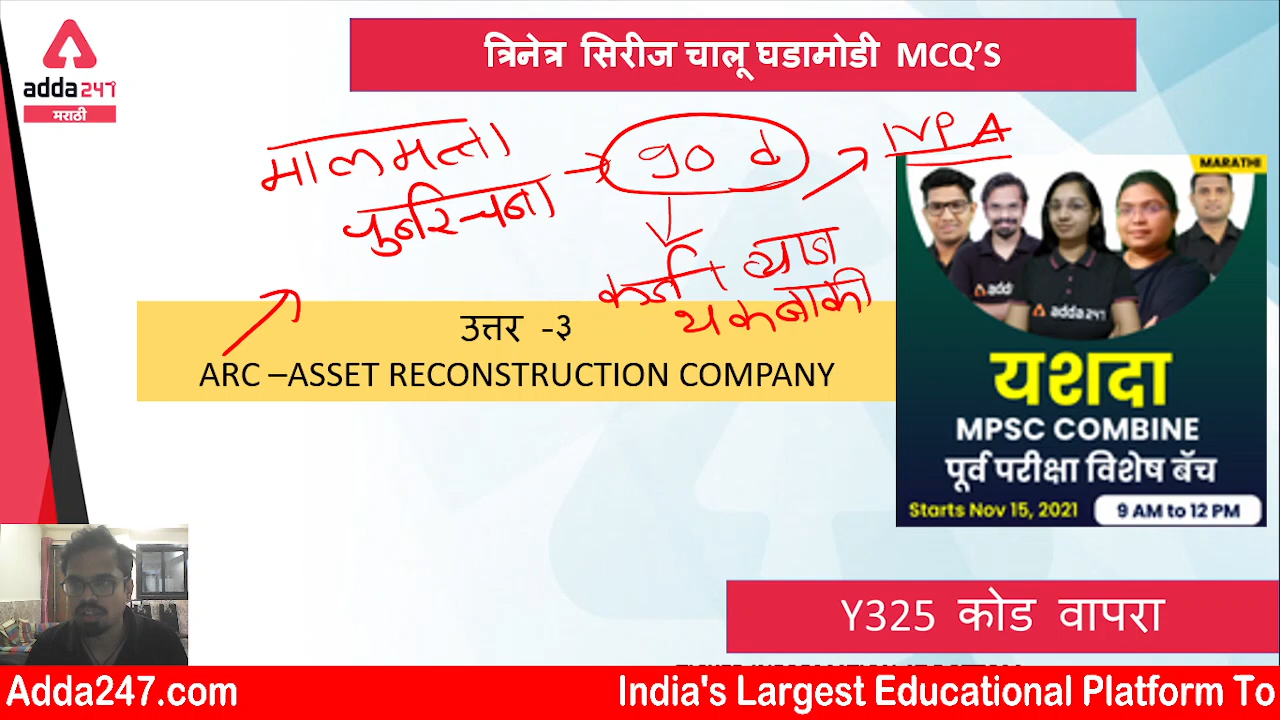 adda247
मराठी
त्रिनेत्र सिरीज चालू घडामोडी MCQ'S
मालमत्ता
पुर्नरचना
90 d
NPA
कर्ज
व्याज
थकबाकी
उत्तर -३
ARC –ASSET RECONSTRUCTION COMPANY
MARATHI
adda247
यशदा
MPSC COMBINE
पूर्व परीक्षा विशेष बॅच
Starts Nov 15, 2021
9 AM to 12 PM
Y325 कोड वापरा
Adda247.com
India's Largest Educational Platform To